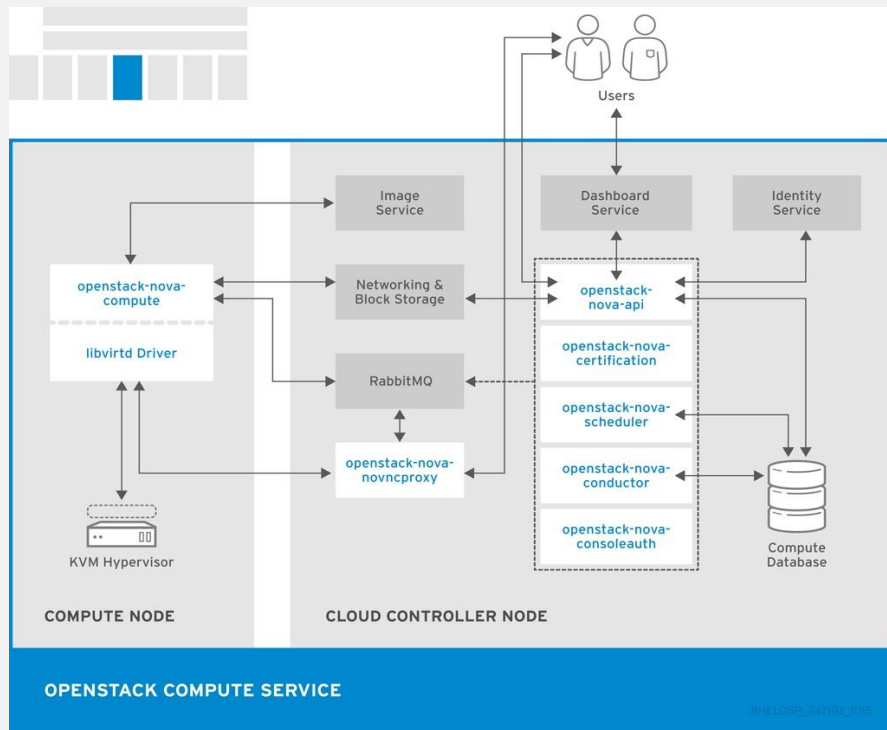 Users
Image
Service
Dashboard
Service
Identity
Service
openstack-nova-
compute
libvirtd Driver
Networking &
Block Storage
openstack-
nova-api
openstack-nova-
certification
RabbitMQ
openstack-nova-
scheduler
openstack-nova-
novncproxy
openstack-nova-
conductor
openstack-nova-
consoleauth
KVM Hypervisor
Compute
Database
COMPUTE NODE
CLOUD CONTROLLER NODE
OPENSTACK COMPUTE SERVICE
RHELOSP_347192_1015